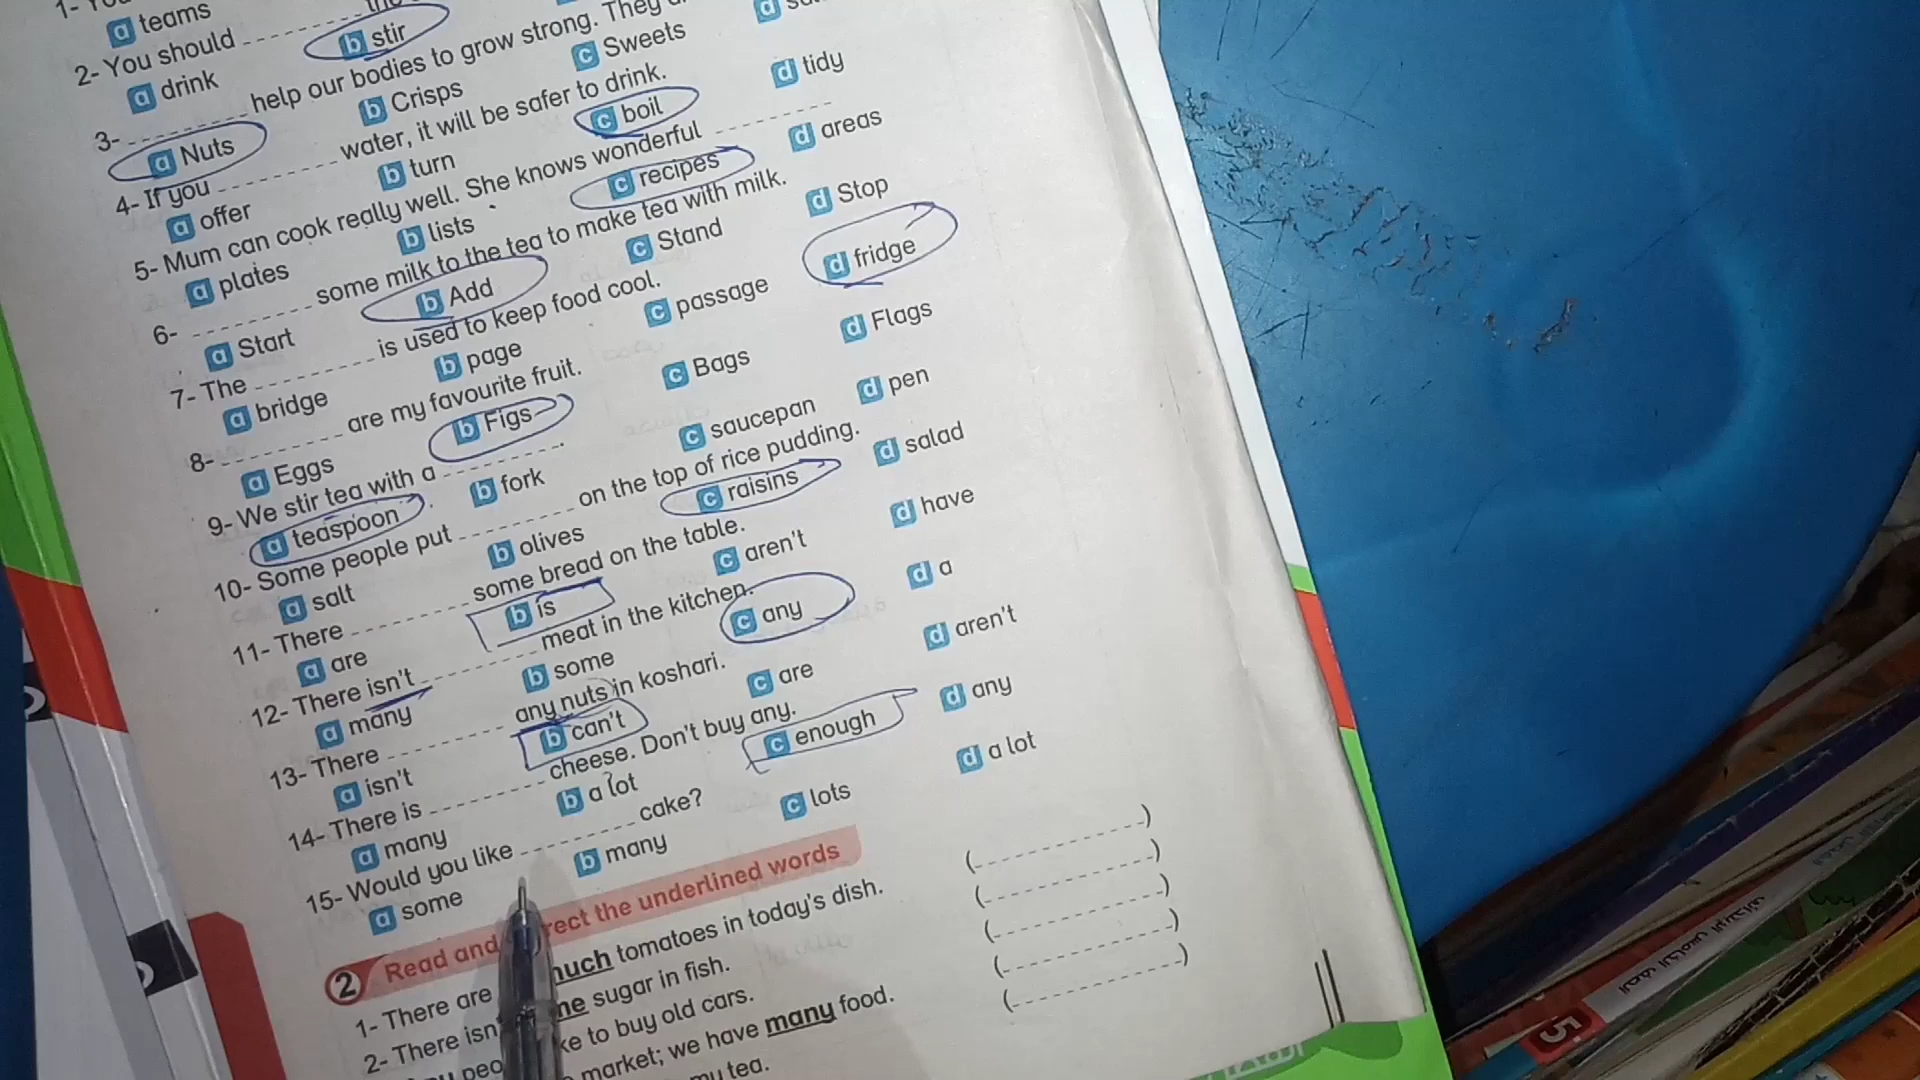 1- You
a teams
2- You should
b stir
a drink
c Sweets
3- help our bodies to grow strong. They
a Nuts b Crisps d tidy
4- If you water, it will be safer to drink.
a offer b turn c boil d areas
5- Mum can cook really well. She knows wonderful
a plates b lists c recipes d Stop
6- some milk to the tea to make tea with milk.
a Start b Add c Stand d fridge
7- The is used to keep food cool.
a bridge b page c passage d Flags
8- are my favourite fruit.
a Eggs b Figs c Bags d pen
9- We stir tea with a .
a teaspoon b fork c saucepan d salad
10- Some people put on the top of rice pudding.
a salt b olives c raisins d have
11- There some bread on the table.
a are b is c aren't d a
12- There isn't meat in the kitchen.
a many b some c any d aren't
13- There any nuts in koshari.
a isn't b can't c are d any
14- There is cheese. Don't buy any.
a many b a lot c enough d a lot
15- Would you like cake?
a some b many c lots
2 Read and the underlined words
1- There are much tomatoes in today's dish. ( )
2- There isn' sugar in fish. ( )
to buy old cars. ( )
market; we have many food. ( )
my tea. ( )
5